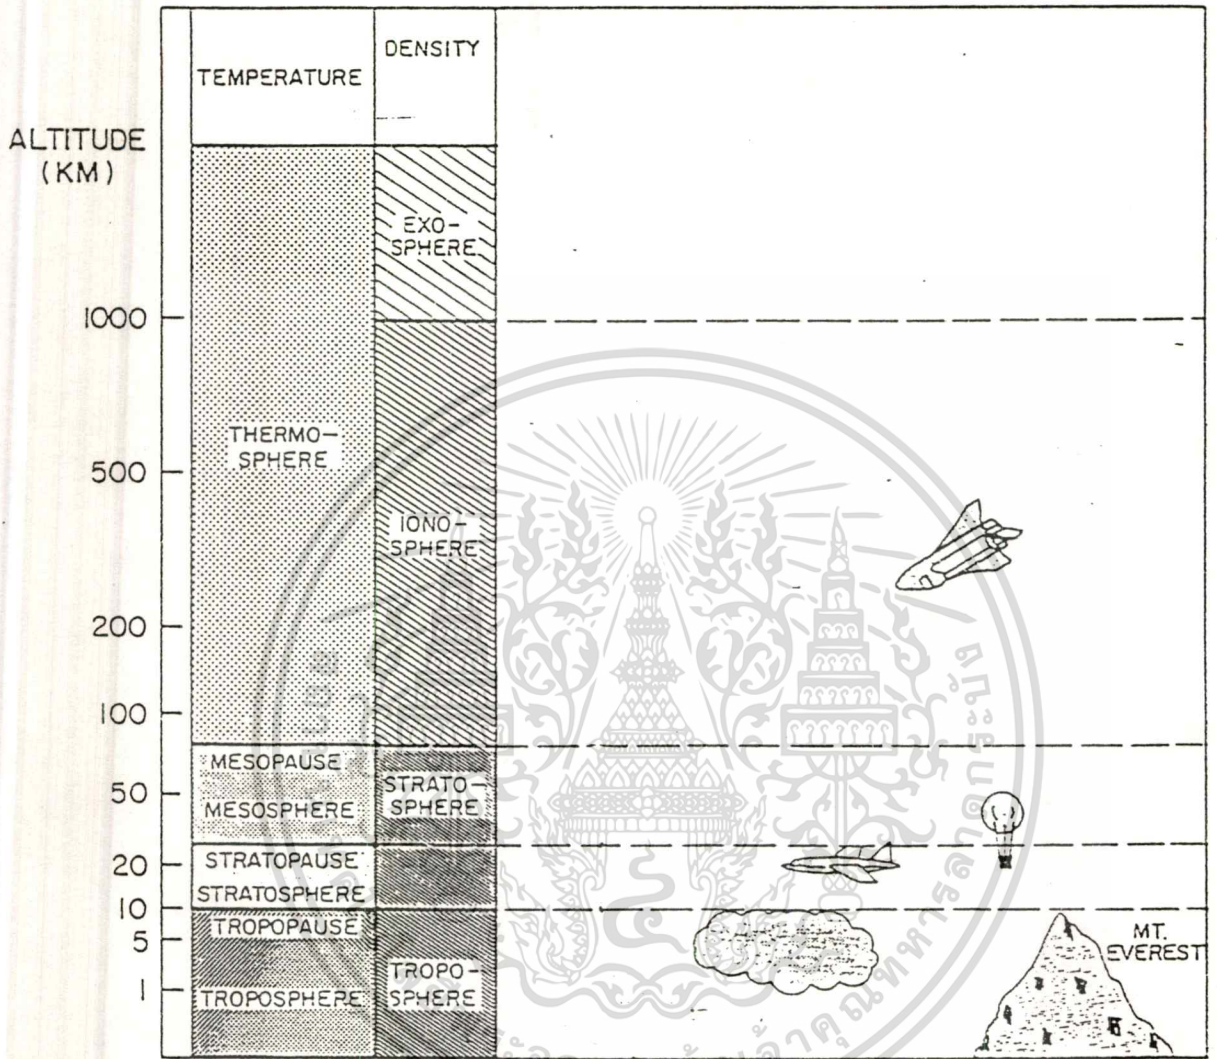 TEMPERATURE
DENSITY
ALTITUDE
(KM)
EXO-
SPHERE
1000
THERMO-
SPHERE
500
IONO-
SPHERE
200
100
MESOPAUSE
50
MESOSPHERE
STRATO-
SPHERE
STRATOPAUSE
20
STRATOSPHERE
10
TROPOPAUSE
5
MT.
EVEREST
TROPO-
SPHERE
1
TROPOSPHERE